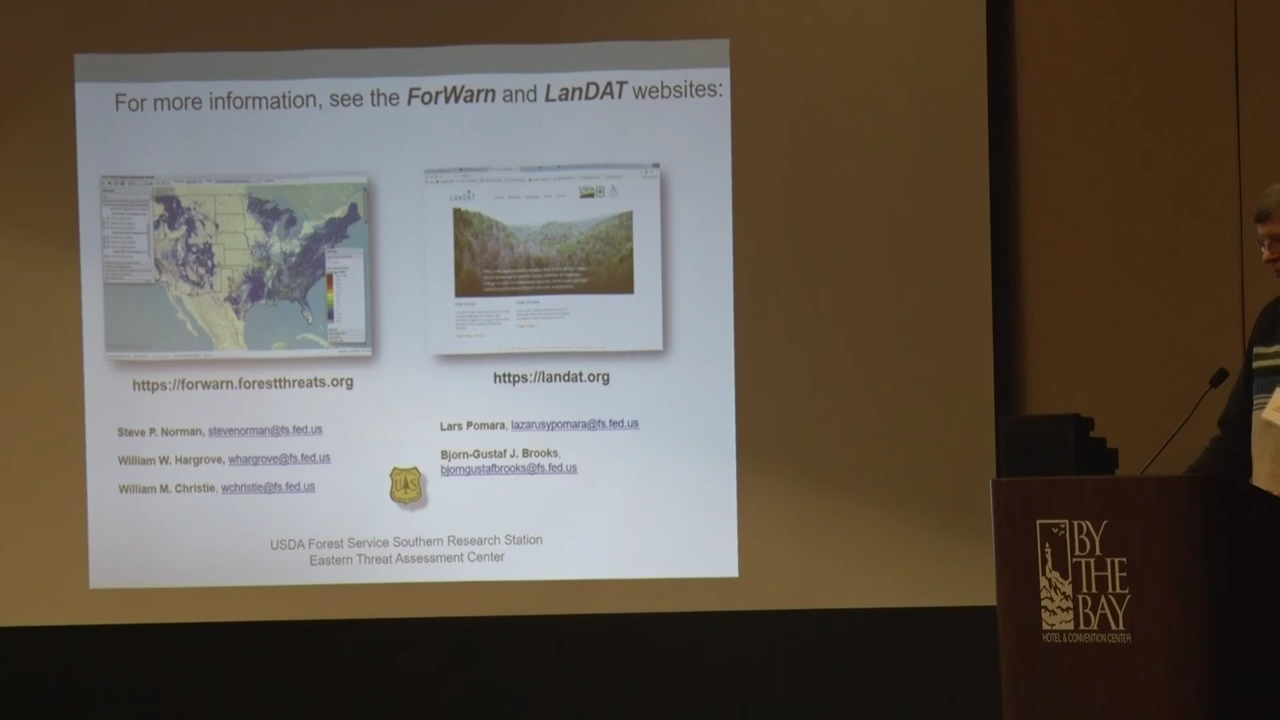 For more information, see the ForWarn and LanDAT websites:
LanDAT
USDA
https://forwarn.forestthreats.org
https://landat.org
Steve P. Norman, stevenorman@fs.fed.us
William W. Hargrove, whargrove@fs.fed.us
William M. Christie, wchristie@fs.fed.us
Lars Pomara, lazarusypomara@fs.fed.us
Bjorn-Gustaf J. Brooks,
bjorngustafbrooks@fs.fed.us
U S
USDA Forest Service Southern Research Station
Eastern Threat Assessment Center
BY
THE
BAY
HOTEL & CONVENTION CENTER